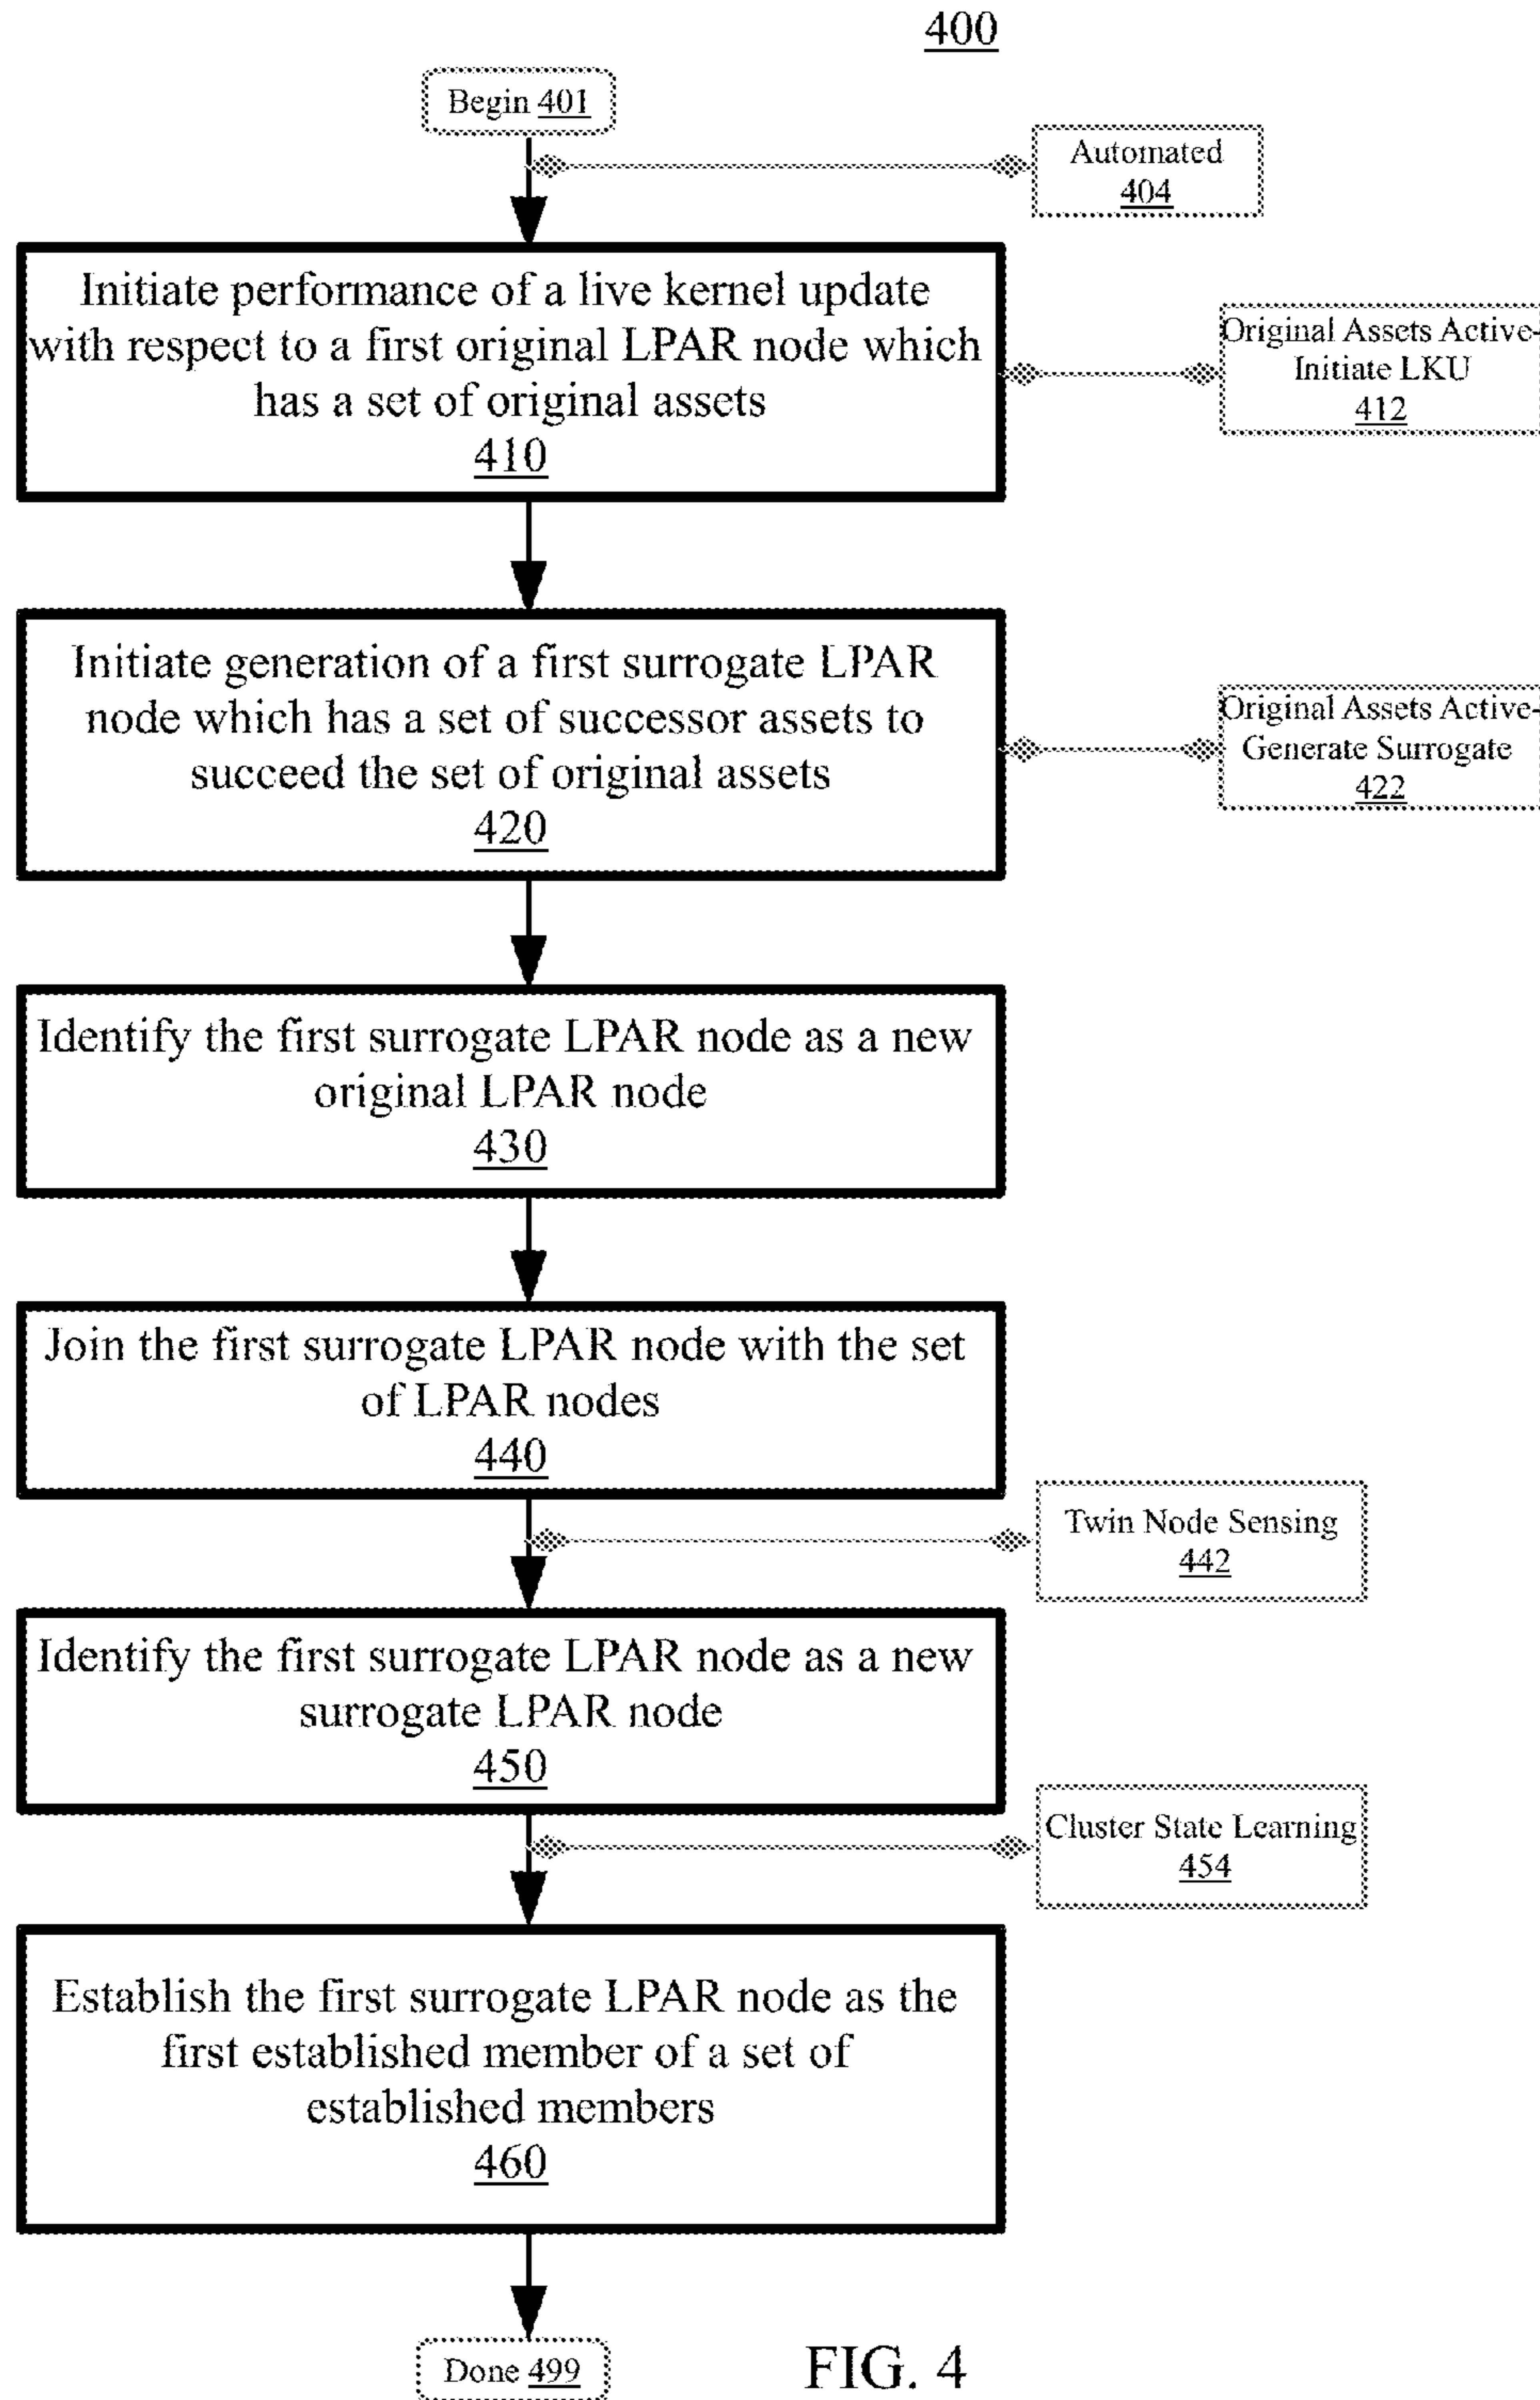 400
Begin 401
Automated
404
Initiate performance of a live kernel update
with respect to a first original LPAR node which
has a set of original assets
410
Original Assets Active-
Initiate LKU
412
Initiate generation of a first surrogate LPAR
node which has a set of successor assets to
succeed the set of original assets
420
Original Assets Active-
Generate Surrogate
422
Identify the first surrogate LPAR node as a new
original LPAR node
430
Join the first surrogate LPAR node with the set
of LPAR nodes
440
Twin Node Sensing
442
Identify the first surrogate LPAR node as a new
surrogate LPAR node
450
Cluster State Learning
454
Establish the first surrogate LPAR node as the
first established member of a set of
established members
460
Done 499
FIG. 4